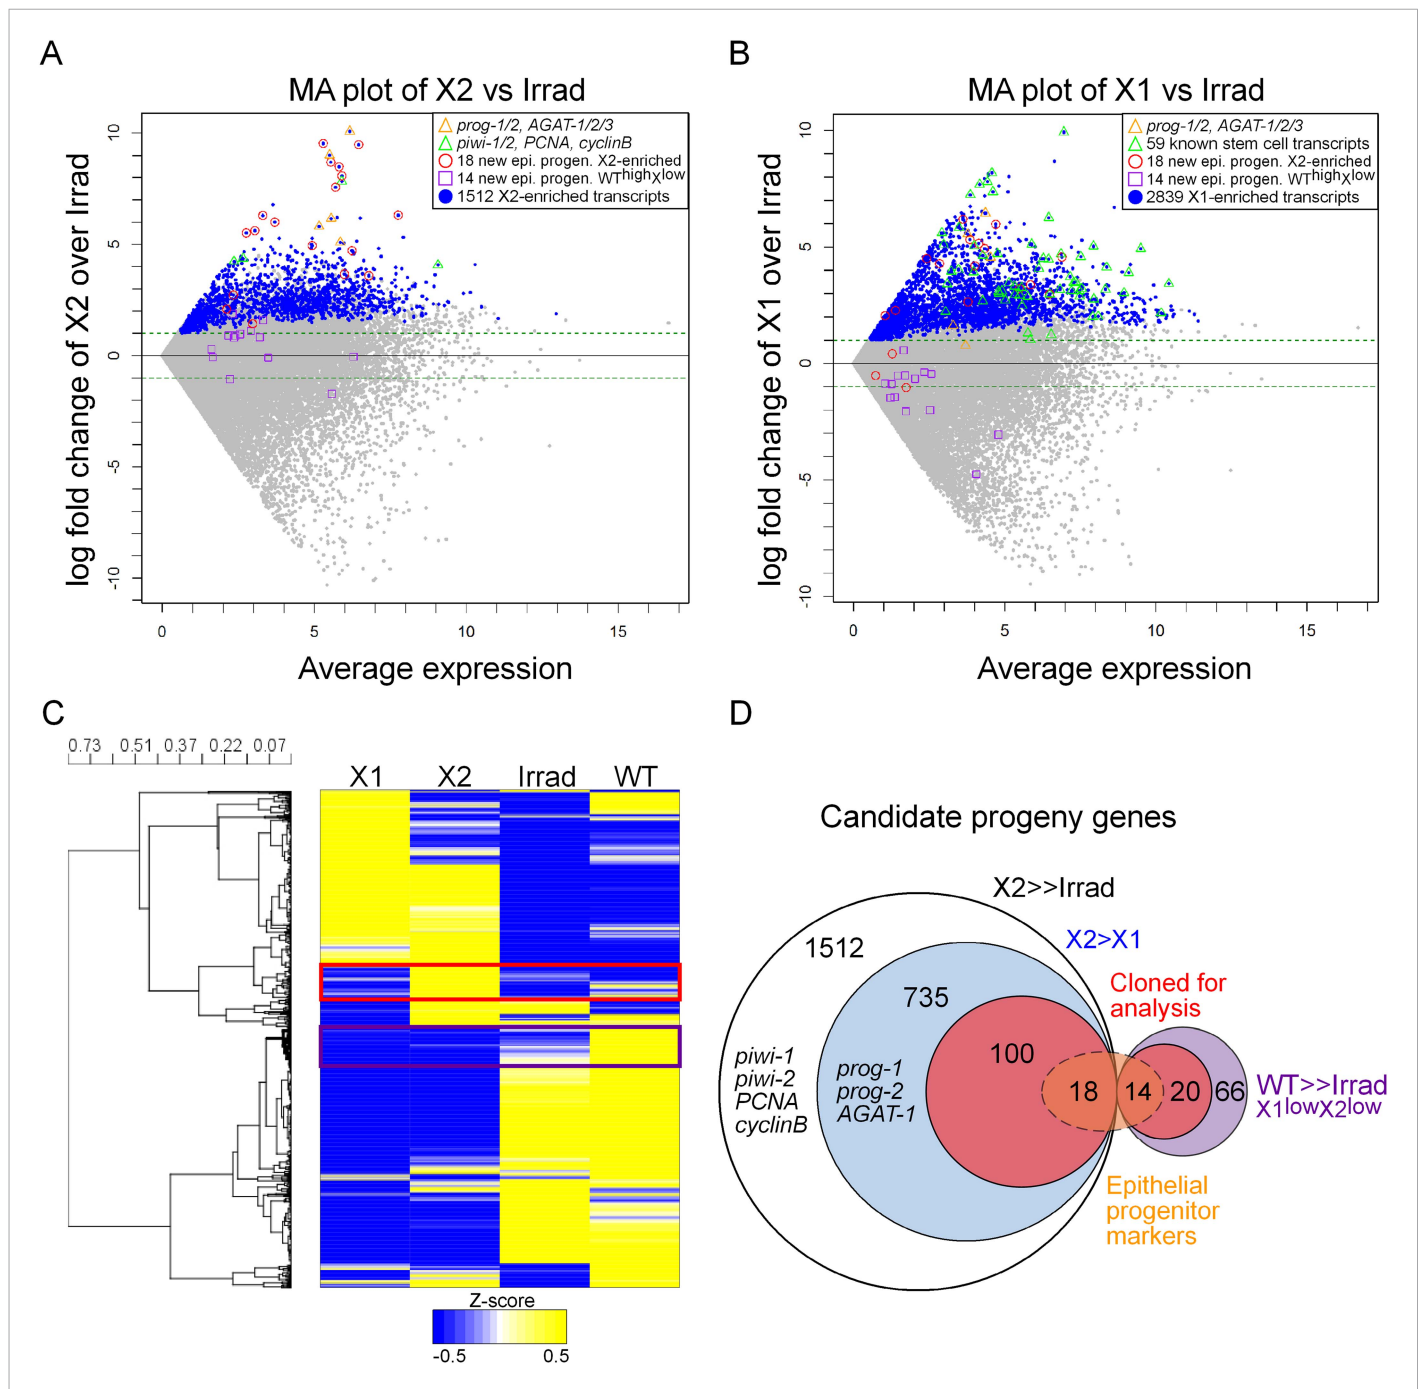 A
MA plot of X2 vs Irrad
log fold change of X2 over Irrad
10
5
0
-5
-10
prog-1/2, AGAT-1/2/3
piwi-1/2, PCNA, cyclinB
18 new epi. progen. X2-enriched
14 new epi. progen. WThighXlow
1512 X2-enriched transcripts
0 5 10 15
Average expression
B
MA plot of X1 vs Irrad
log fold change of X1 over Irrad
10
5
0
-5
-10
prog-1/2, AGAT-1/2/3
59 known stem cell transcripts
18 new epi. progen. X2-enriched
14 new epi. progen. WThighXlow
2839 X1-enriched transcripts
0 5 10 15
Average expression
C
0.73 0.51 0.37 0.22 0.07
X1 X2 Irrad WT
Z-score
-0.5 0.5
D
Candidate progeny genes
X2>>Irrad
1512
X2>X1
735
Cloned for
analysis
100
piwi-1
piwi-2
PCNA
cyclinB
prog-1
prog-2
AGAT-1
18 14 20 66
WT>>Irrad
X1lowX2low
Epithelial
progenitor
markers